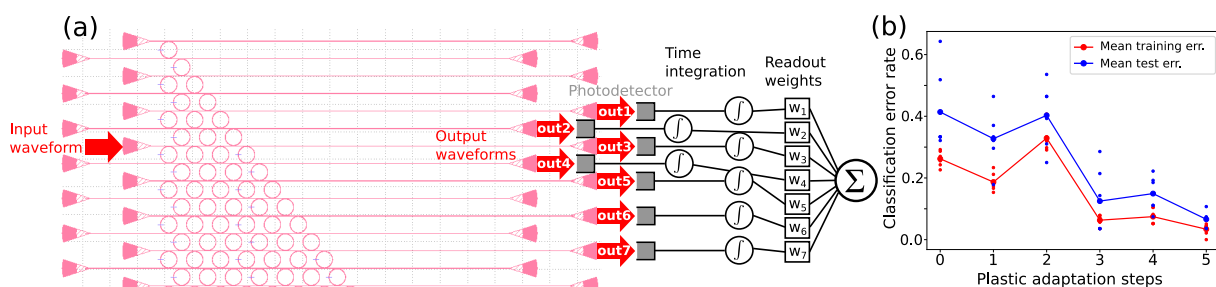 (a)
Input
waveform
Output
waveforms
Time
integration
Readout
weights
Photodetector
out1
out2
out3
out4
out5
out6
out7
∫
∫
∫
∫
∫
∫
∫
w1
w2
w3
w4
w5
w6
w7
Σ
(b)
Classification error rate
0.6
0.4
0.2
0.0
Mean training err.
Mean test err.
0 1 2 3 4 5
Plastic adaptation steps